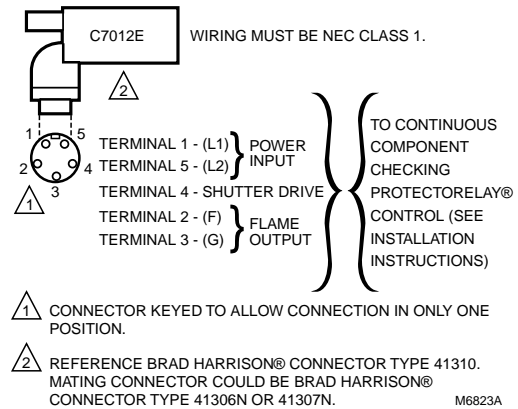 C7012E
WIRING MUST BE NEC CLASS 1.
2
1 5
2 4
3
1
TERMINAL 1 - (L1)
TERMINAL 5 - (L2)
POWER
INPUT
TERMINAL 4 - SHUTTER DRIVE
TERMINAL 2 - (F)
TERMINAL 3 - (G)
FLAME
OUTPUT
TO CONTINUOUS
COMPONENT
CHECKING
PROTECTORELAY®
CONTROL (SEE
INSTALLATION
INSTRUCTIONS)
1 CONNECTOR KEYED TO ALLOW CONNECTION IN ONLY ONE
POSITION.
2 REFERENCE BRAD HARRISON® CONNECTOR TYPE 41310.
MATING CONNECTOR COULD BE BRAD HARRISON®
CONNECTOR TYPE 41306N OR 41307N.
M6823A